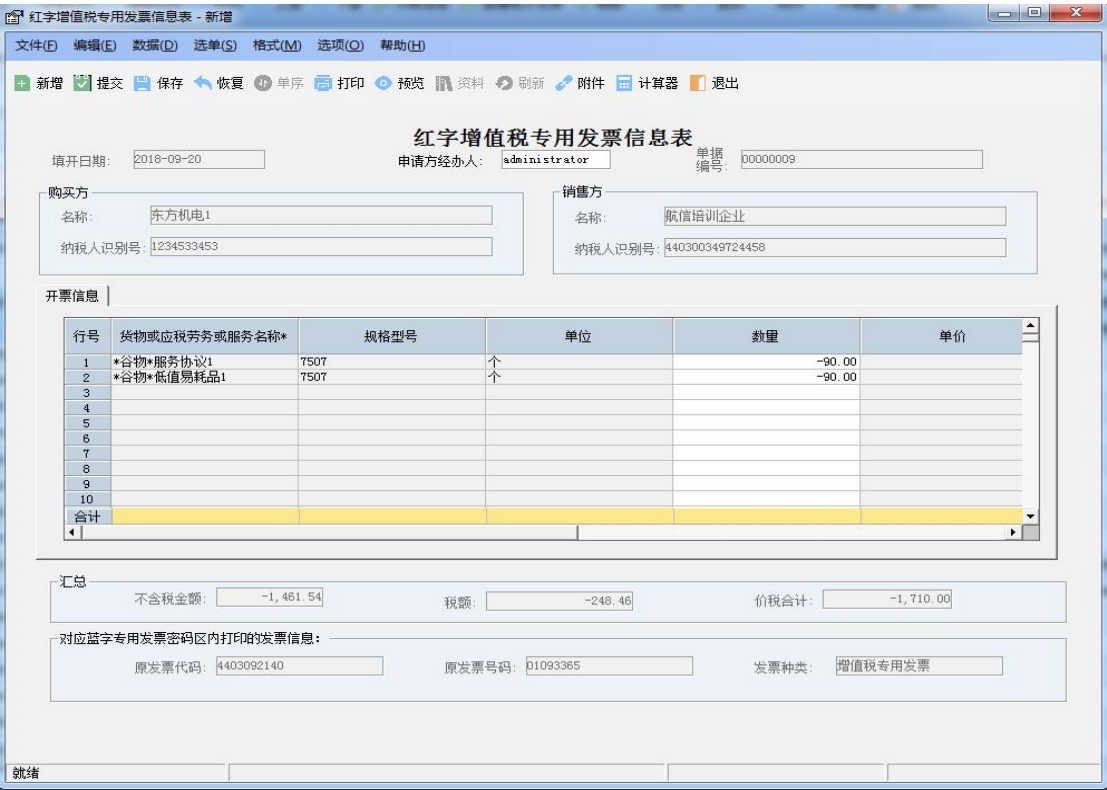 红字增值税专用发票信息表 - 新增
文件(F) 编辑(E) 数据(D) 选单(S) 格式(M) 选项(O) 帮助(H)
新增 提交 保存 恢复 单序 打印 预览 资料 刷新 附件 计算器 退出
红字增值税专用发票信息表
填开日期: 2018-09-20 申请方经办人: administrator 单据编号: 00000009
购买方 销售方
名称: 东方机电1 名称: 航信培训企业
纳税人识别号: 1234533453 纳税人识别号: 440300349724458
开票信息
行号 货物或应税劳务或服务名称* 规格型号 单位 数量 单价
1 *谷物*服务协议1 7507 个 -90.00
2 *谷物*低值易耗品1 7507 个 -90.00
3
4
5
6
7
8
9
10
合计
汇总
不含税金额: -1,461.54 税额: -248.46 价税合计: -1,710.00
对应蓝字专用发票密码区内打印的发票信息:
原发票代码: 4403092140 原发票号码: 01093365 发票种类: 增值税专用发票
就绪